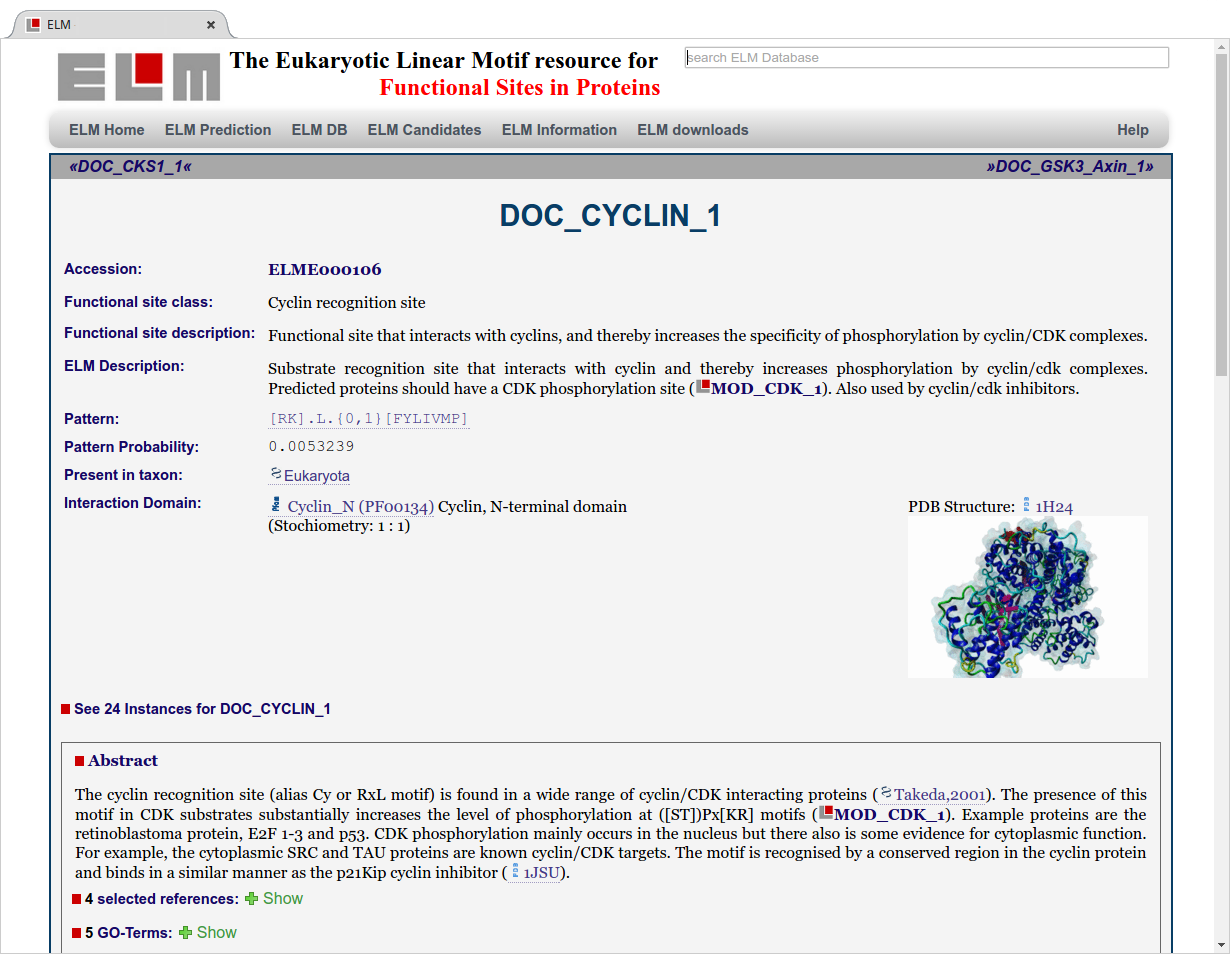 ELM
ELM
The Eukaryotic Linear Motif resource for
Functional Sites in Proteins
search ELM Database
ELM Home ELM Prediction ELM DB ELM Candidates ELM Information ELM downloads Help
«DOC_CKS1_1« »DOC_GSK3_Axin_1»
DOC_CYCLIN_1
Accession: ELME000106
Functional site class: Cyclin recognition site
Functional site description: Functional site that interacts with cyclins, and thereby increases the specificity of phosphorylation by cyclin/CDK complexes.
ELM Description: Substrate recognition site that interacts with cyclin and thereby increases phosphorylation by cyclin/cdk complexes.
Predicted proteins should have a CDK phosphorylation site (MOD_CDK_1). Also used by cyclin/cdk inhibitors.
Pattern: [RK].L.{0,1}[FYLIVMP]
Pattern Probability: 0.0053239
Present in taxon: Eukaryota
Interaction Domain: Cyclin_N (PF00134) Cyclin, N-terminal domain PDB Structure: 1H24
(Stochiometry: 1 : 1)
See 24 Instances for DOC_CYCLIN_1
Abstract
The cyclin recognition site (alias Cy or RxL motif) is found in a wide range of cyclin/CDK interacting proteins (Takeda,2001). The presence of this
motif in CDK substrates substantially increases the level of phosphorylation at ([ST])Px[KR] motifs (MOD_CDK_1). Example proteins are the
retinoblastoma protein, E2F 1-3 and p53. CDK phosphorylation mainly occurs in the nucleus but there also is some evidence for cytoplasmic function.
For example, the cytoplasmic SRC and TAU proteins are known cyclin/CDK targets. The motif is recognised by a conserved region in the cyclin protein
and binds in a similar manner as the p21Kip cyclin inhibitor (1JSU).
4 selected references: Show
5 GO-Terms: Show